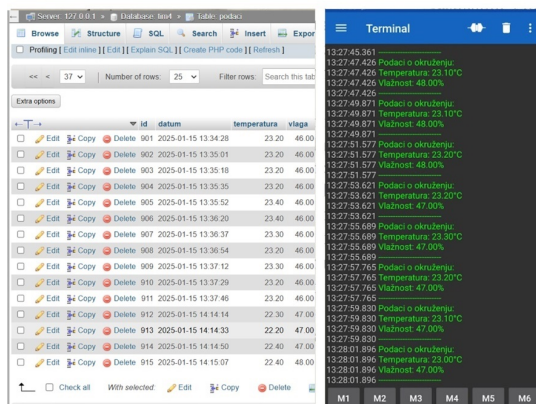 Server: 127.0.0.1 » Database: tim4 » Table: podaci
Browse Structure SQL Search Insert Expor
Profiling [ Edit inline ] [ Edit ] [ Explain SQL ] [ Create PHP code ] [ Refresh ]
<< < 37 Number of rows: 25 Filter rows: Search this tab
Extra options
←T→ id datum temperatura vlaga
Edit Copy Delete 901 2025-01-15 13:34:28 23.20 46.00
Edit Copy Delete 902 2025-01-15 13:35:01 23.20 46.00
Edit Copy Delete 903 2025-01-15 13:35:18 23.20 46.00
Edit Copy Delete 904 2025-01-15 13:35:35 23.20 46.00
Edit Copy Delete 905 2025-01-15 13:35:52 23.40 46.00
Edit Copy Delete 906 2025-01-15 13:36:20 23.40 46.00
Edit Copy Delete 907 2025-01-15 13:36:37 23.30 46.00
Edit Copy Delete 908 2025-01-15 13:36:54 23.20 46.00
Edit Copy Delete 909 2025-01-15 13:37:12 23.30 46.00
Edit Copy Delete 910 2025-01-15 13:37:29 23.20 46.00
Edit Copy Delete 911 2025-01-15 13:37:46 23.20 46.00
Edit Copy Delete 912 2025-01-15 14:14:14 22.30 47.00
Edit Copy Delete 913 2025-01-15 14:14:33 22.20 47.00
Edit Copy Delete 914 2025-01-15 14:14:50 22.40 47.00
Edit Copy Delete 915 2025-01-15 14:15:07 22.40 48.00
Check all With selected: Edit Copy Delete
Terminal
13:27:45.361 --------------------
13:27:47.426 Podaci o okruženju:
13:27:47.426 Temperatura: 23.10°C
13:27:47.426 Vlažnost: 48.00%
13:27:47.426 --------------------
13:27:49.871 Podaci o okruženju:
13:27:49.871 Temperatura: 23.10°C
13:27:49.871 Vlažnost: 48.00%
13:27:49.871 --------------------
13:27:51.577 Podaci o okruženju:
13:27:51.577 Temperatura: 23.20°C
13:27:51.577 Vlažnost: 48.00%
13:27:51.577 --------------------
13:27:53.621 Podaci o okruženju:
13:27:53.621 Temperatura: 23.20°C
13:27:53.621 Vlažnost: 47.00%
13:27:53.621 --------------------
13:27:55.689 Podaci o okruženju:
13:27:55.689 Temperatura: 23.30°C
13:27:55.689 Vlažnost: 47.00%
13:27:55.689 --------------------
13:27:57.765 Podaci o okruženju:
13:27:57.765 Temperatura: 23.20°C
13:27:57.765 Vlažnost: 47.00%
13:27:57.765 --------------------
13:27:59.830 Podaci o okruženju:
13:27:59.830 Temperatura: 23.10°C
13:27:59.830 Vlažnost: 47.00%
13:27:59.830 --------------------
13:28:01.896 Podaci o okruženju:
13:28:01.896 Temperatura: 23.00°C
13:28:01.896 Vlažnost: 47.00%
13:28:01.896 --------------------
M1 M2 M3 M4 M5 M6